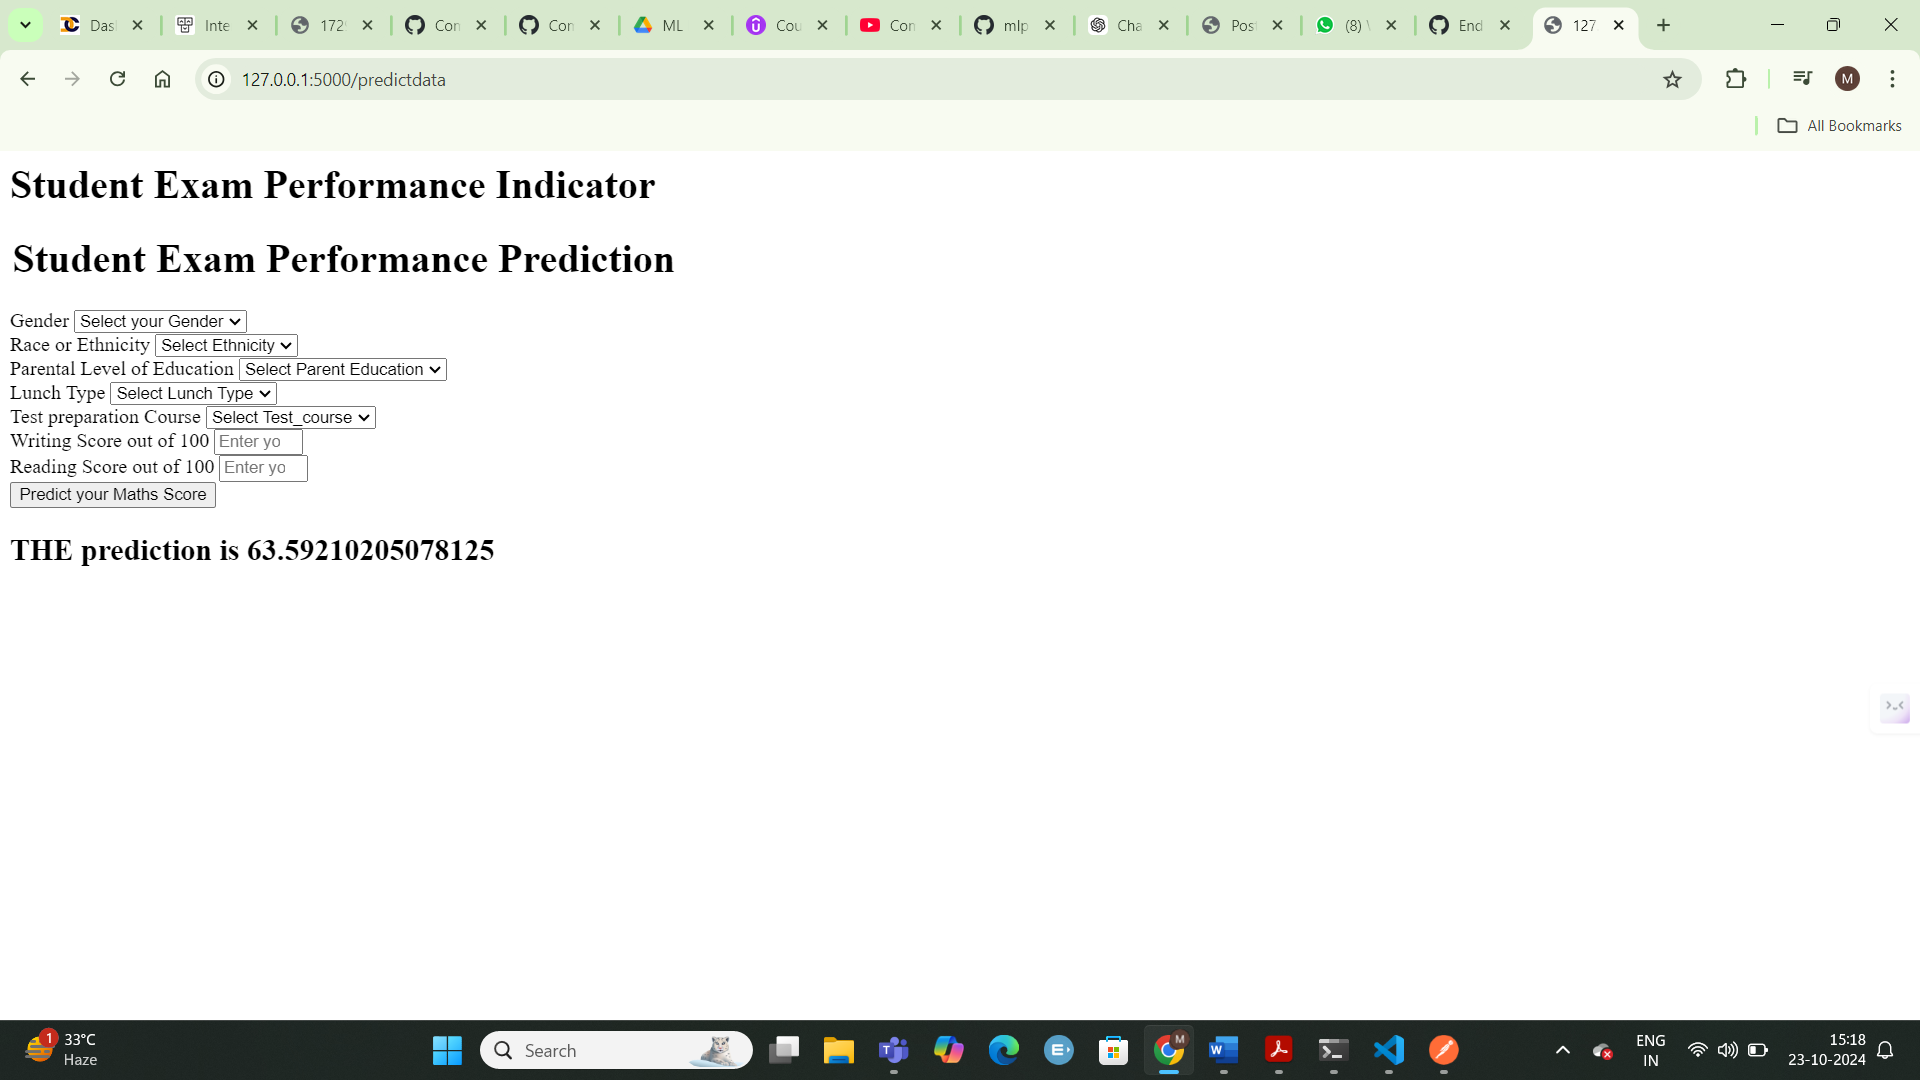 Das
Inte
1729
Con
Con
ML
Cou
Con
mlp
Cha
Post
(8)
End
127
127.0.0.1:5000/predictdata
M
All Bookmarks
Student Exam Performance Indicator
Student Exam Performance Prediction
Gender Select your Gender
Race or Ethnicity Select Ethnicity
Parental Level of Education Select Parent Education
Lunch Type Select Lunch Type
Test preparation Course Select Test_course
Writing Score out of 100 Enter yo
Reading Score out of 100 Enter yo
Predict your Maths Score
THE prediction is 63.59210205078125
1
33°C
Haze
Search
M
ENG
IN
15:18
23-10-2024